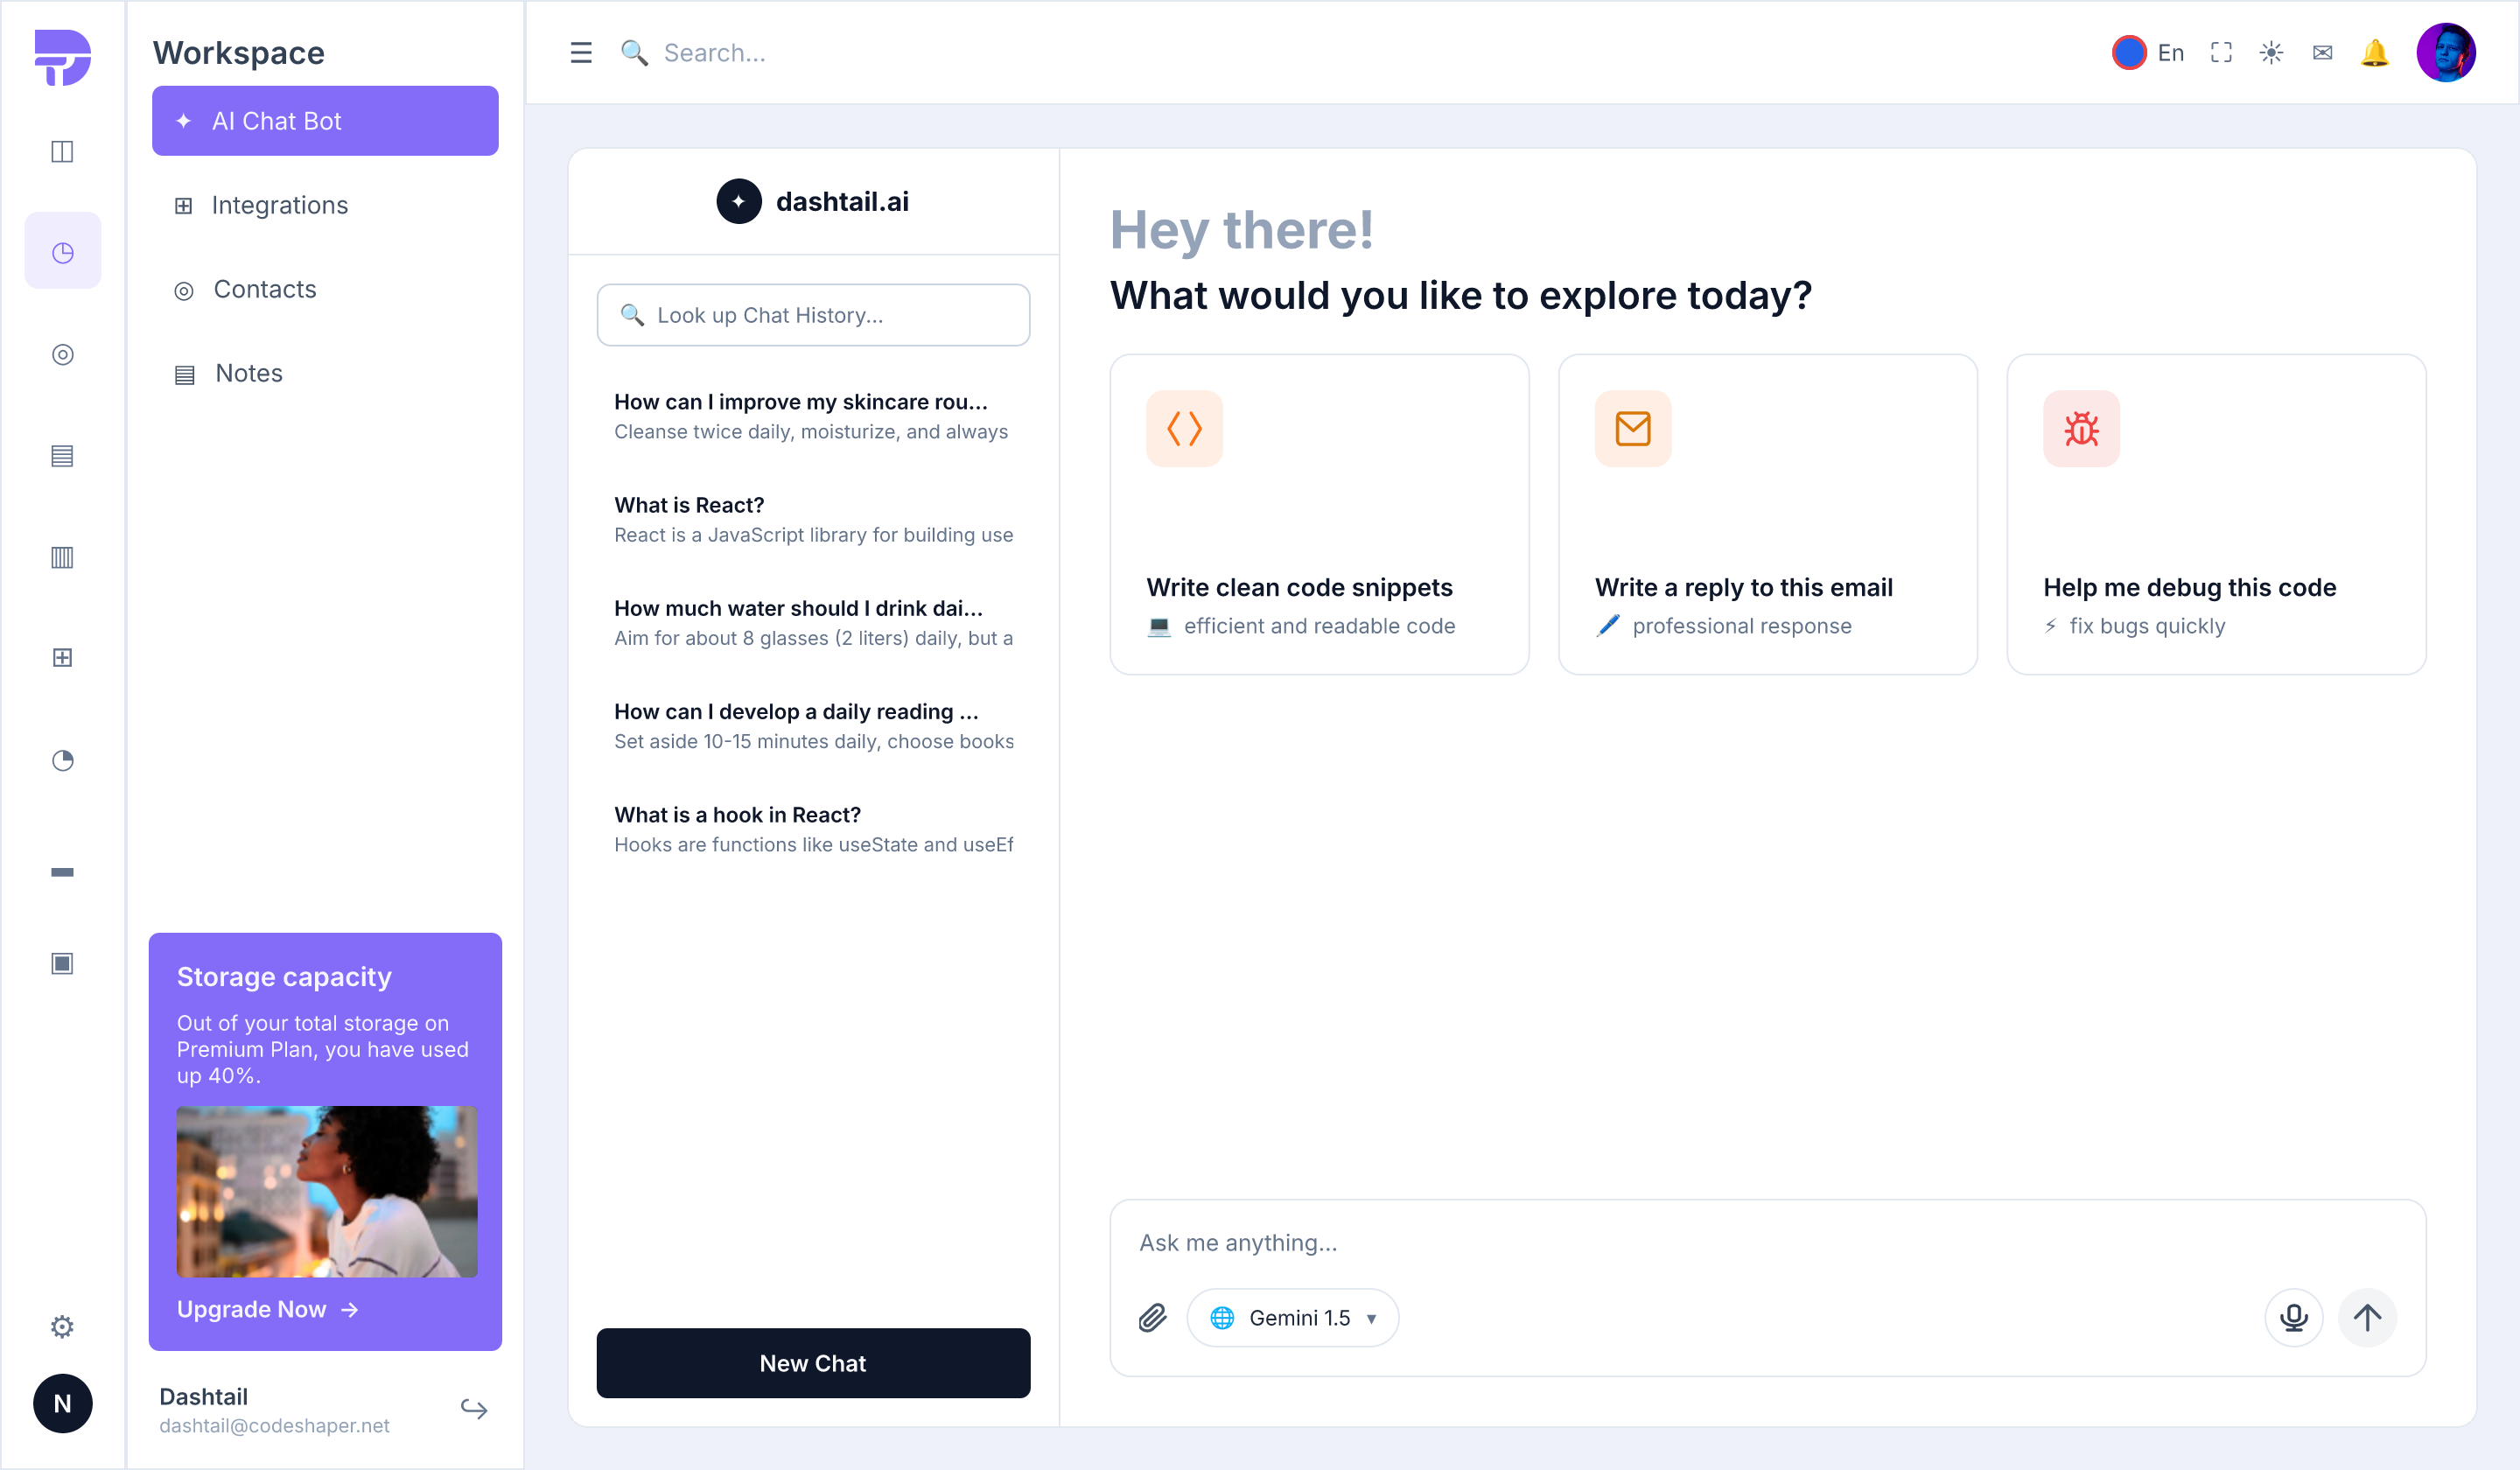 Workspace
AI Chat Bot
Integrations
Contacts
Notes
Storage capacity
Out of your total storage on
Premium Plan, you have used
up 40%.
Upgrade Now →
N
Dashtail
dashtail@codeshaper.net
Search...
En
dashtail.ai
Look up Chat History...
How can I improve my skincare rou...
Cleanse twice daily, moisturize, and always
What is React?
React is a JavaScript library for building use
How much water should I drink dai...
Aim for about 8 glasses (2 liters) daily, but a
How can I develop a daily reading ...
Set aside 10-15 minutes daily, choose books
What is a hook in React?
Hooks are functions like useState and useEf
New Chat
Hey there!
What would you like to explore today?
Write clean code snippets
💻 efficient and readable code
Write a reply to this email
🖊️ professional response
Help me debug this code
⚡ fix bugs quickly
Ask me anything...
🌐 Gemini 1.5 ▾